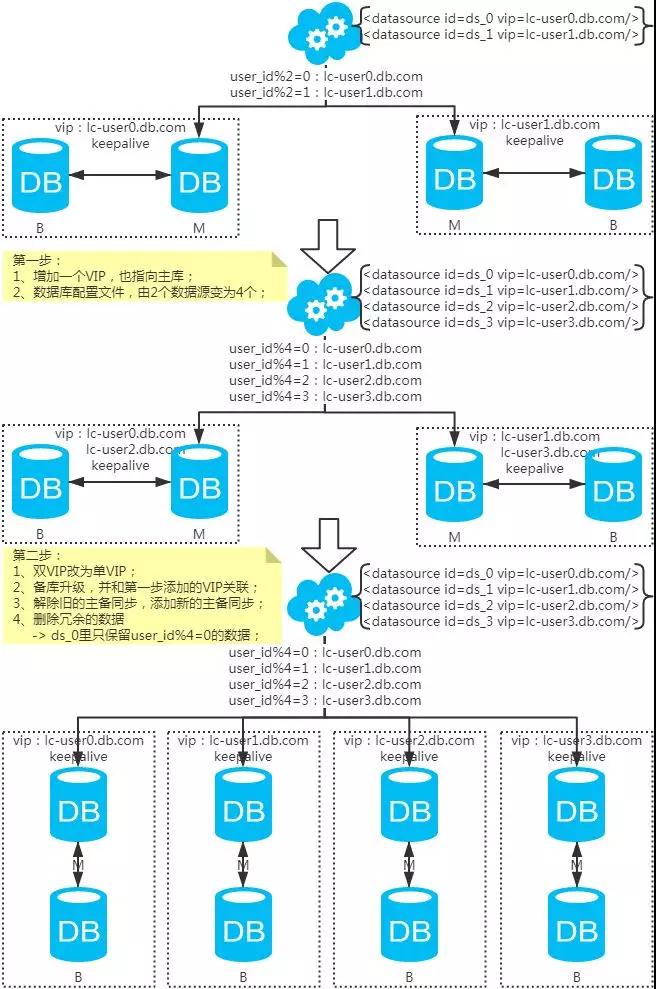 <datasource id=ds_0 vip=lc-user0.db.com/>
<datasource id=ds_1 vip=lc-user1.db.com/>
user_id%2=0：lc-user0.db.com
user_id%2=1：lc-user1.db.com
vip：lc-user0.db.com
keepalive
DB
DB
B
M
vip：lc-user1.db.com
keepalive
DB
DB
M
B
第一步：
1、增加一个VIP，也指向主库；
2、数据库配置文件，由2个数据源变为4个；
<datasource id=ds_0 vip=lc-user0.db.com/>
<datasource id=ds_1 vip=lc-user1.db.com/>
<datasource id=ds_2 vip=lc-user2.db.com/>
<datasource id=ds_3 vip=lc-user3.db.com/>
user_id%4=0：lc-user0.db.com
user_id%4=1：lc-user1.db.com
user_id%4=2：lc-user2.db.com
user_id%4=3：lc-user3.db.com
vip：lc-user0.db.com
lc-user2.db.com
keepalive
DB
DB
B
M
vip：lc-user1.db.com
lc-user3.db.com
keepalive
DB
DB
M
B
第二步：
1、双VIP改为单VIP；
2、备库升级，并和第一步添加的VIP关联；
3、解除旧的主备同步，添加新的主备同步；
4、删除冗余的数据
-> ds_0里只保留user_id%4=0的数据；
<datasource id=ds_0 vip=lc-user0.db.com/>
<datasource id=ds_1 vip=lc-user1.db.com/>
<datasource id=ds_2 vip=lc-user2.db.com/>
<datasource id=ds_3 vip=lc-user3.db.com/>
user_id%4=0：lc-user0.db.com
user_id%4=1：lc-user1.db.com
user_id%4=2：lc-user2.db.com
user_id%4=3：lc-user3.db.com
vip：lc-user0.db.com
keepalive
DB
M
DB
B
vip：lc-user1.db.com
keepalive
DB
M
DB
B
vip：lc-user2.db.com
keepalive
DB
M
DB
B
vip：lc-user3.db.com
keepalive
DB
M
DB
B